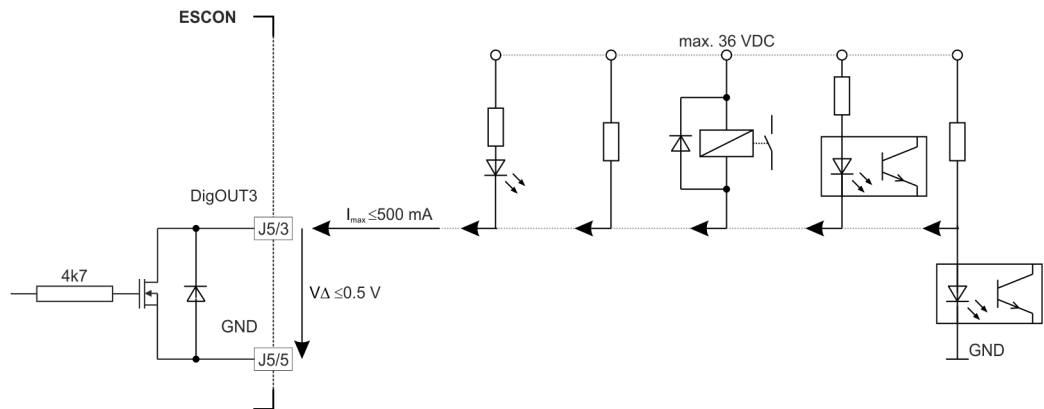 ESCON
max. 36 VDC
DigOUT3
J5/3
Imax ≤500 mA
4k7
VΔ ≤0.5 V
GND
J5/5
GND